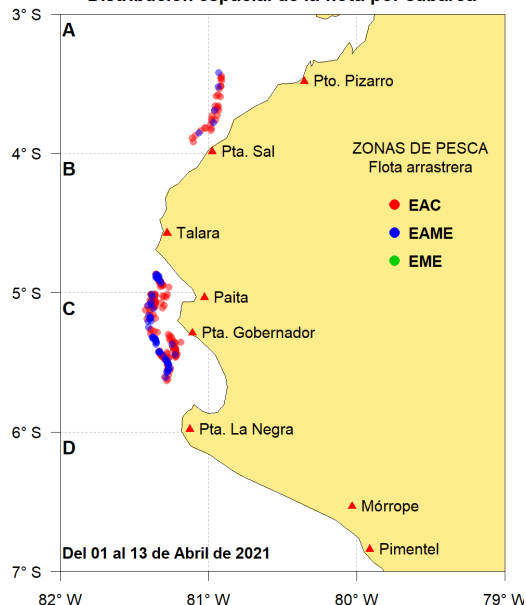 Distribución espacial de la flota por subárea
3° S
A
Pto. Pizarro
ZONAS DE PESCA
Flota arrastrera
EAC
EAME
EME
4° S
Pta. Sal
B
Talara
5° S
Paita
C
Pta. Gobernador
6° S
Pta. La Negra
D
Mórrope
Pimentel
Del 01 al 13 de Abril de 2021
7° S
82° W 81° W 80° W 79° W